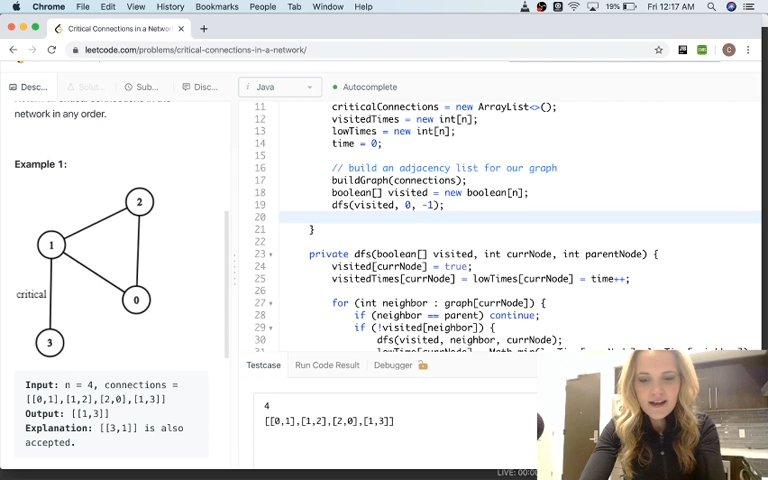 Chrome File Edit View History Bookmarks People Tab Window Help 19% Fri 12:17 AM
Critical Connections in a Netwo
leetcode.com/problems/critical-connections-in-a-network/
Desc... Solut... Sub... Disc... i Java Autocomplete
network in any order.
Example 1:
2
1
0
critical
3
Input: n = 4, connections =
[[0,1],[1,2],[2,0],[1,3]]
Output: [[1,3]]
Explanation: [[3,1]] is also
accepted.
11 criticalConnections = new ArrayList<>();
12 visitedTimes = new int[n];
13 lowTimes = new int[n];
14 time = 0;
15
16 // build an adjacency list for our graph
17 buildGraph(connections);
18 boolean[] visited = new boolean[n];
19 dfs(visited, 0, -1);
20
21 }
22
23 private dfs(boolean[] visited, int currNode, int parentNode) {
24 visited[currNode] = true;
25 visitedTimes[currNode] = lowTimes[currNode] = time++;
26
27 for (int neighbor : graph[currNode]) {
28 if (neighbor == parent) continue;
29 if (!visited[neighbor]) {
30 dfs(visited, neighbor, currNode);
Testcase Run Code Result Debugger
4
[[0,1],[1,2],[2,0],[1,3]]